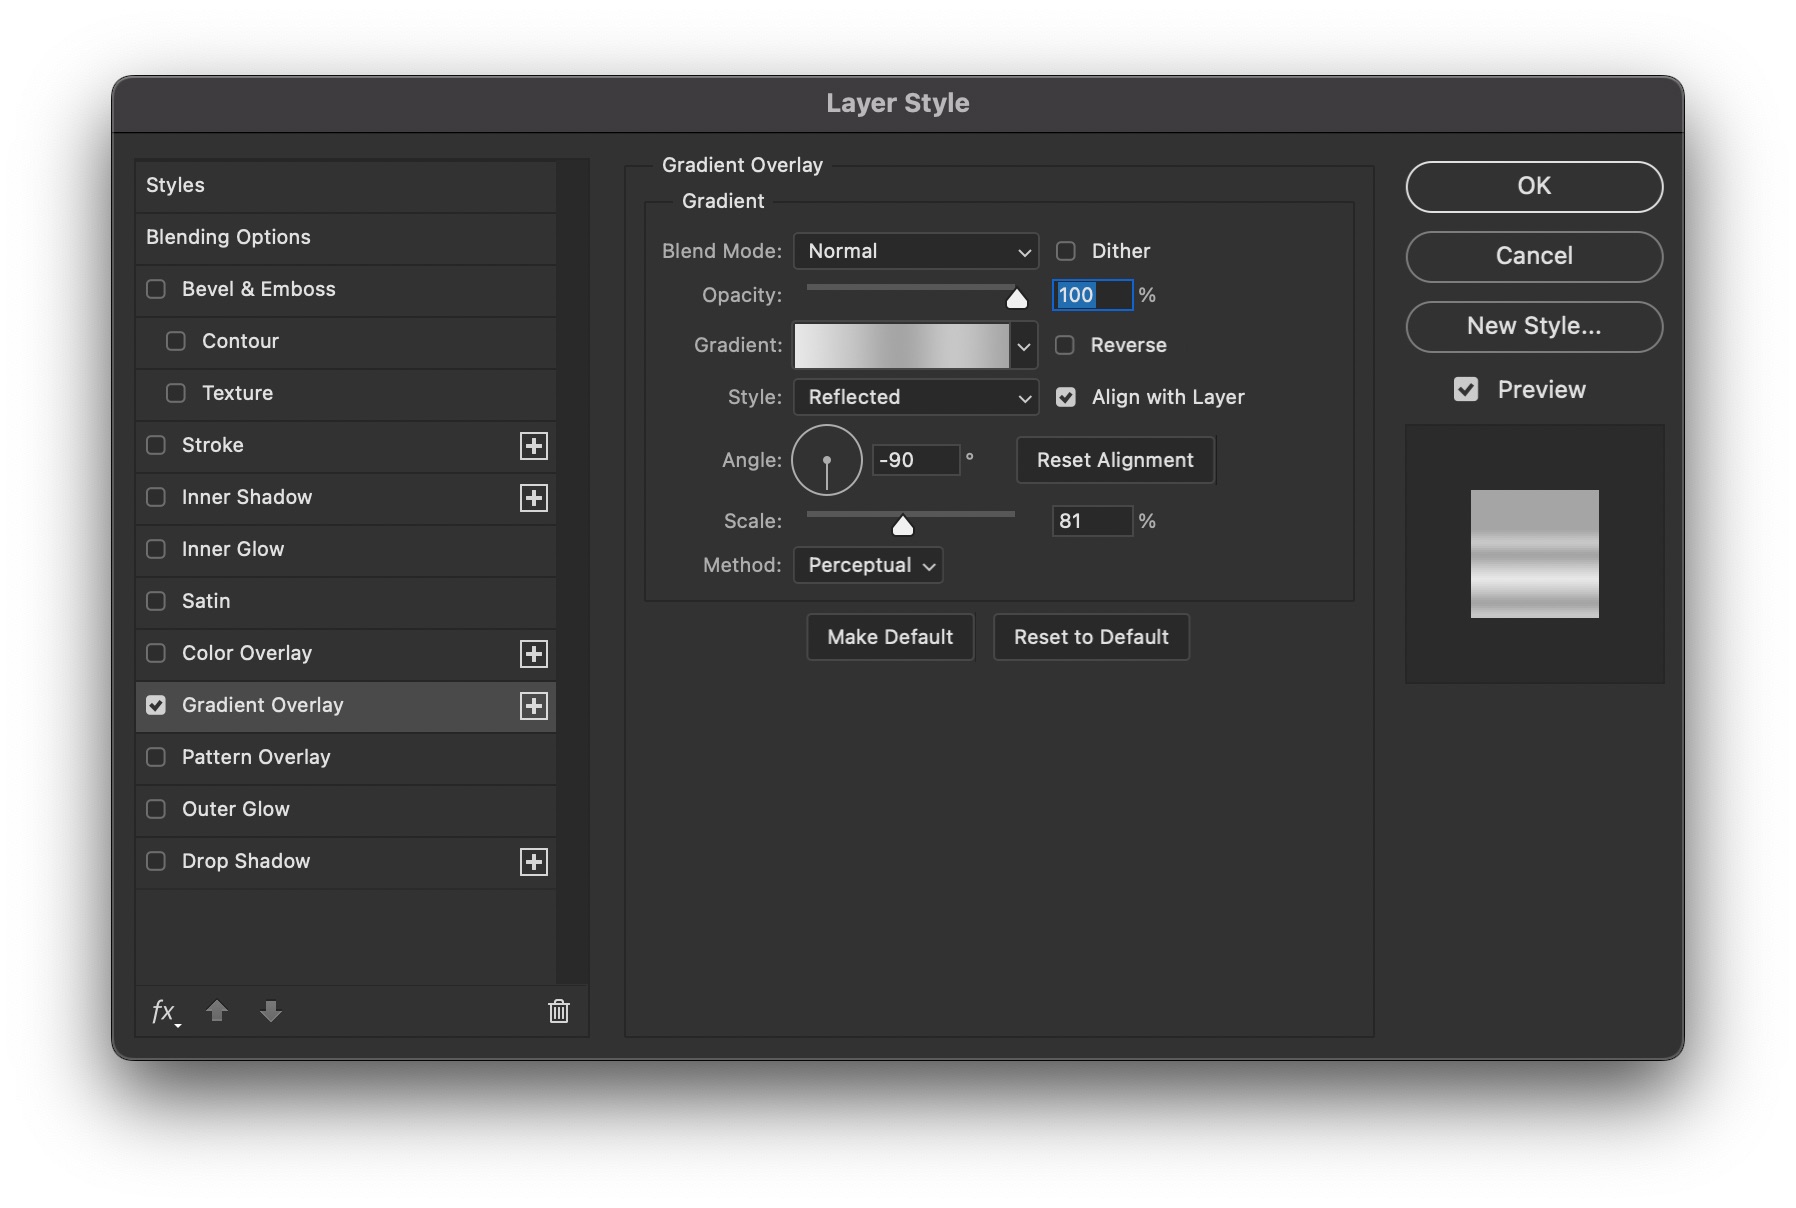 Layer Style
Styles
Blending Options
Bevel & Emboss
Contour
Texture
Stroke
Inner Shadow
Inner Glow
Satin
Color Overlay
Gradient Overlay
Pattern Overlay
Outer Glow
Drop Shadow
fx
Gradient Overlay
Gradient
Blend Mode: Normal Dither
Opacity: 100 %
Gradient: Reverse
Style: Reflected Align with Layer
Angle: -90 ° Reset Alignment
Scale: 81 %
Method: Perceptual
Make Default Reset to Default
OK
Cancel
New Style...
Preview